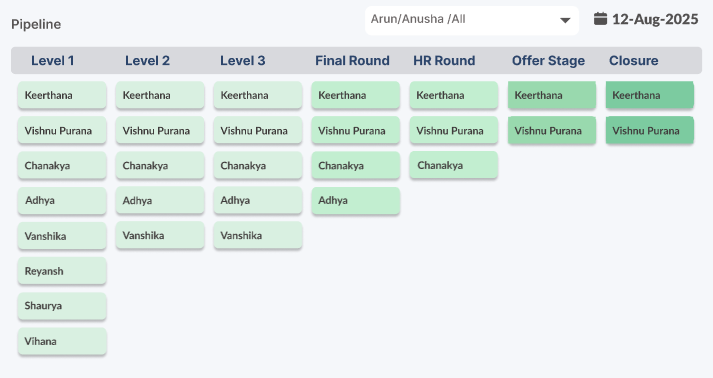 Pipeline
Arun/Anusha /All
12-Aug-2025
Level 1 Level 2 Level 3 Final Round HR Round Offer Stage Closure
Keerthana Keerthana Keerthana Keerthana Keerthana Keerthana Keerthana
Vishnu Purana Vishnu Purana Vishnu Purana Vishnu Purana Vishnu Purana Vishnu Purana Vishnu Purana
Chanakya Chanakya Chanakya Chanakya Chanakya
Adhya Adhya Adhya Adhya
Vanshika Vanshika Vanshika
Reyansh
Shaurya
Vihana